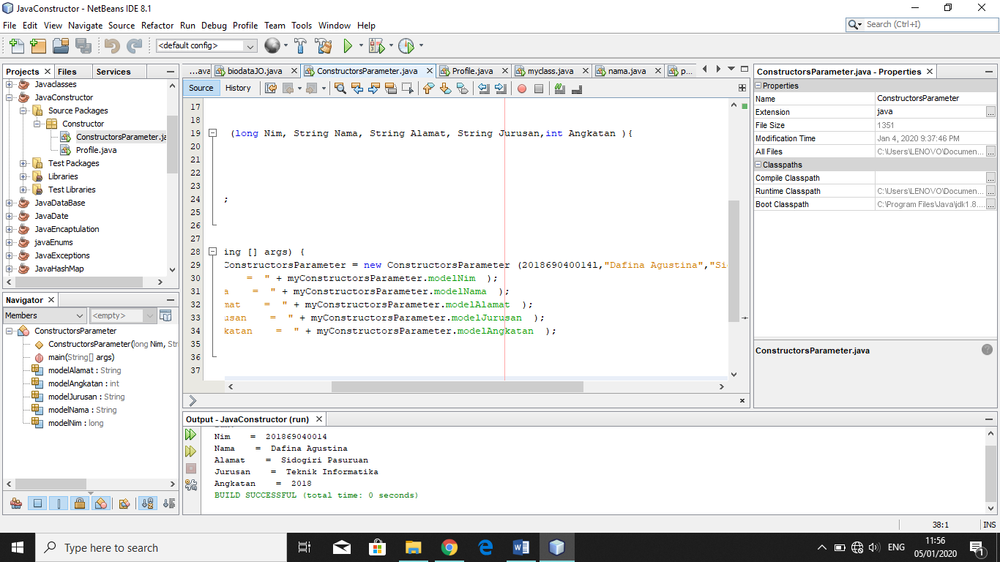 JavaConstructor - NetBeans IDE 8.1
File Edit View Navigate Source Refactor Run Debug Profile Team Tools Window Help
Search (Ctrl+I)
<default config>
Projects Files Services
Javaclasses
JavaConstructor
Source Packages
Constructor
ConstructorsParameter.ja
Profile.java
Test Packages
Libraries
Test Libraries
JavaDataBase
JavaDate
JavaEncaptulation
javaEnums
JavaExceptions
JavaHashMap
Navigator
Members <empty>
ConstructorsParameter
ConstructorsParameter(long Nim, Str
main(String[] args)
modelAlamat : String
modelAngkatan : int
modelJurusan : String
modelNama : String
modelNim : long
...ava biodataJO.java ConstructorsParameter.java Profile.java myclass.java nama.java p...
Source History
17
18
19 (long Nim, String Nama, String Alamat, String Jurusan,int Angkatan ){
20
21
22
23
24 ;
25
26
27
28 ing [] args) {
29 ConstructorsParameter = new ConstructorsParameter (201869040014l,"Dafina Agustina","Si
30 = " + myConstructorsParameter.modelNim );
31 a = " + myConstructorsParameter.modelNama );
32 mat = " + myConstructorsParameter.modelAlamat );
33 usan = " + myConstructorsParameter.modelJurusan );
34 katan = " + myConstructorsParameter.modelAngkatan );
35
36
37
Output - JavaConstructor (run)
Nim = 201869040014
Nama = Dafina Agustina
Alamat = Sidogiri Pasuruan
Jurusan = Teknik Informatika
Angkatan = 2018
BUILD SUCCESSFUL (total time: 0 seconds)
ConstructorsParameter.java - Properties
Properties
Name ConstructorsParameter
Extension java ...
File Size 1351
Modification Time Jan 4, 2020 9:37:46 PM
All Files C:\Users\LENOVO\Documen... ...
Classpaths
Compile Classpath ...
Runtime Classpath C:\Users\LENOVO\Documen... ...
Boot Classpath C:\Program Files\Java\jdk1.8.... ...
ConstructorsParameter.java
38:1 INS
Type here to search
ENG
11:56
05/01/2020
1